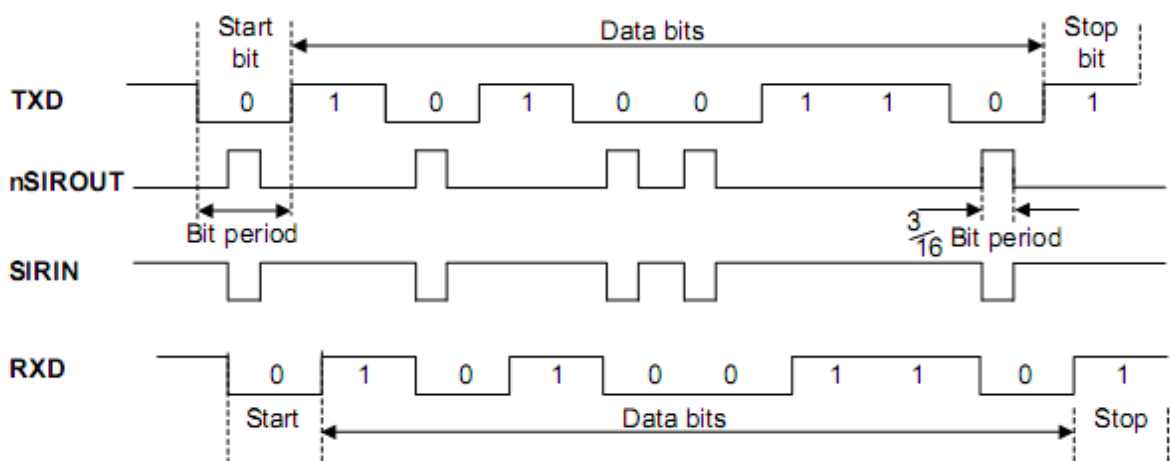 Start bit
Data bits
Stop bit
TXD
0 1 0 1 0 0 1 1 0 1
nSIROUT
Bit period
3/16 Bit period
SIRIN
RXD
0 1 0 1 0 0 1 1 0 1
Start
Data bits
Stop